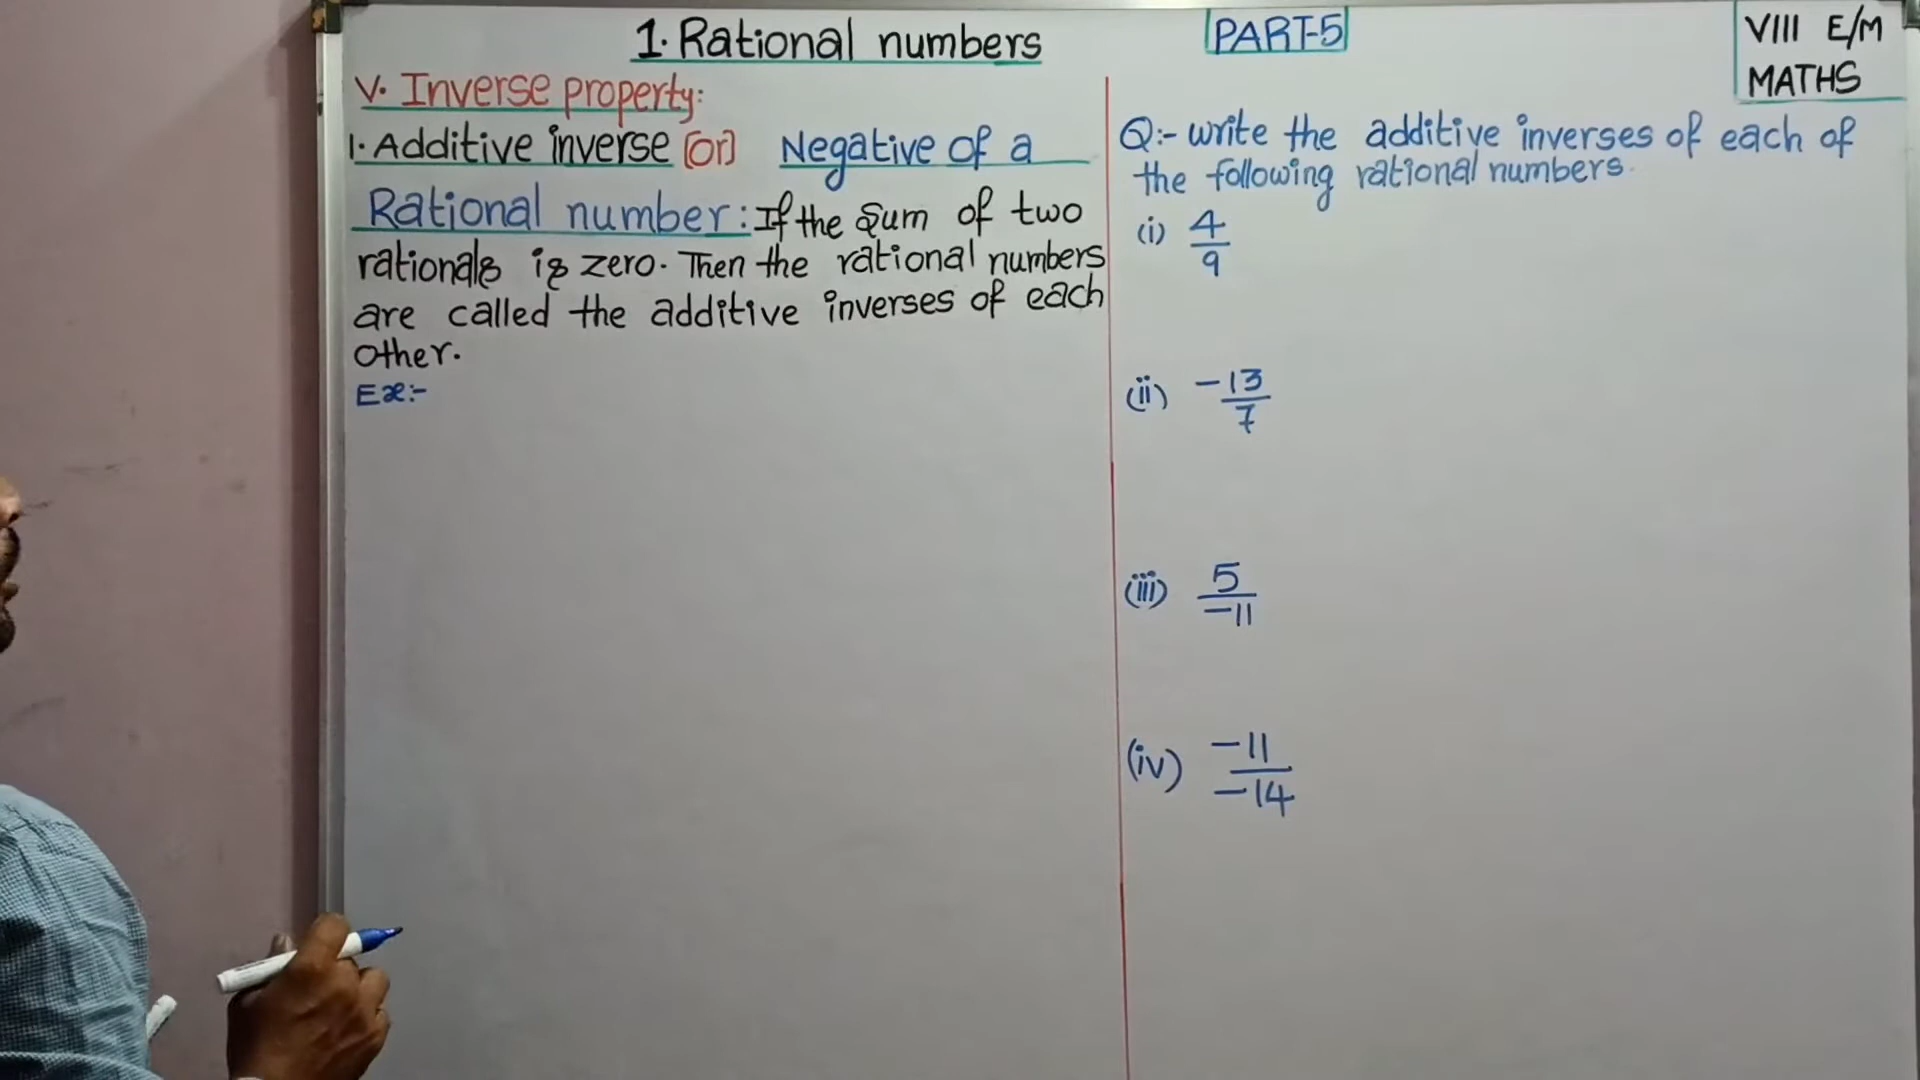 1. Rational numbers
PART-5
VIII E/M
MATHS
V. Inverse property:
1. Additive inverse [or] Negative of a
Rational number: If the sum of two
rationals is zero. Then the rational numbers
are called the additive inverses of each
other.
Ex:-
Q:- write the additive inverses of each of
the following rational numbers.
(i) 4/9
(ii) -13/7
(iii) 5/-11
(iv) -11/-14